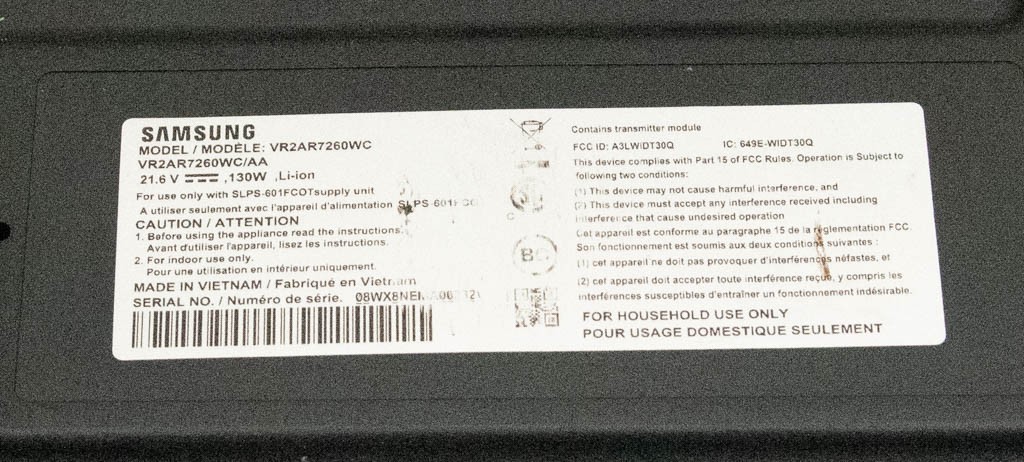 SAMSUNG
MODEL / MODÈLE: VR2AR7260WC
VR2AR7260WC/AA
21.6 V ⎓ ,130W ,Li-ion
For use only with SLPS-601FCOTsupply unit
A utiliser seulement avec l'appareil d'alimentation
CAUTION / ATTENTION
1. Before using the appliance read the instructions.
Avant d'utiliser l'appareil, lisez les instructions.
2. For indoor use only.
Pour une utilisation en intérieur uniquement.
MADE IN VIETNAM / Fabriqué en Vietnam
SERIAL NO. / Numéro de série.
BC
Contains transmitter module
FCC ID: A3LWIDT30Q IC: 649E-WIDT30Q
This device complies with Part 15 of FCC Rules. Operation is Subject to
following two conditions:
(1) This device may not cause harmful interference, and
(2) This device must accept any interference received including
interference that cause undesired operation
Cet appareil est conforme au paragraphe 15 de la réglementation FCC.
Son fonctionnement est soumis aux deux conditions suivantes :
(1) cet appareil ne doit pas provoquer d'interférences néfastes, et
(2) cet appareil doit accepter toute interférence reçue, y compris les
interférences susceptibles d'entraîner un fonctionnement indésirable.
FOR HOUSEHOLD USE ONLY
POUR USAGE DOMESTIQUE SEULEMENT